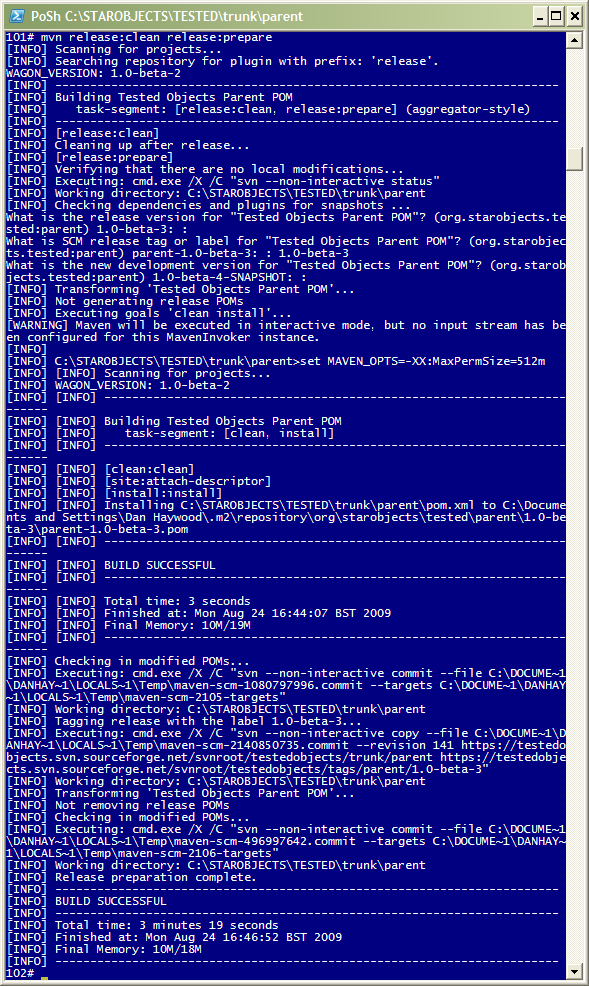 PoSh C:\STAROBJECTS\TESTED\trunk\parent
101# mvn release:clean release:prepare
[INFO] Scanning for projects...
[INFO] Searching repository for plugin with prefix: 'release'.
WAGON_VERSION: 1.0-beta-2
[INFO] ------------------------------------------------------------------
[INFO] Building Tested Objects Parent POM
[INFO]    task-segment: [release:clean, release:prepare] (aggregator-style)
[INFO] ------------------------------------------------------------------
[INFO] [release:clean]
[INFO] Cleaning up after release...
[INFO] [release:prepare]
[INFO] Verifying that there are no local modifications...
[INFO] Executing: cmd.exe /X /C "svn --non-interactive status"
[INFO] Working directory: C:\STAROBJECTS\TESTED\trunk\parent
[INFO] Checking dependencies and plugins for snapshots ...
What is the release version for "Tested Objects Parent POM"? (org.starobjects.te
sted:parent) 1.0-beta-3: :
What is SCM release tag or label for "Tested Objects Parent POM"? (org.starobjec
ts.tested:parent) parent-1.0-beta-3: : 1.0-beta-3
What is the new development version for "Tested Objects Parent POM"? (org.starob
jects.tested:parent) 1.0-beta-4-SNAPSHOT: :
[INFO] Transforming 'Tested Objects Parent POM'...
[INFO] Not generating release POMs
[INFO] Executing goals 'clean install'...
[WARNING] Maven will be executed in interactive mode, but no input stream has be
en configured for this MavenInvoker instance.
[INFO]
[INFO] C:\STAROBJECTS\TESTED\trunk\parent>set MAVEN_OPTS=-XX:MaxPermSize=512m
[INFO] [INFO] Scanning for projects...
[INFO] WAGON_VERSION: 1.0-beta-2
[INFO] [INFO] ------------------------------------------------------------------
------
[INFO] [INFO] Building Tested Objects Parent POM
[INFO] [INFO]    task-segment: [clean, install]
[INFO] [INFO] ------------------------------------------------------------------
------
[INFO] [INFO] [clean:clean]
[INFO] [INFO] [site:attach-descriptor]
[INFO] [INFO] [install:install]
[INFO] [INFO] Installing C:\STAROBJECTS\TESTED\trunk\parent\pom.xml to C:\Docume
nts and Settings\Dan Haywood\.m2\repository\org\starobjects\tested\parent\1.0-be
ta-3\parent-1.0-beta-3.pom
[INFO] [INFO] ------------------------------------------------------------------
------
[INFO] [INFO] BUILD SUCCESSFUL
[INFO] [INFO] ------------------------------------------------------------------
------
[INFO] [INFO] Total time: 3 seconds
[INFO] [INFO] Finished at: Mon Aug 24 16:44:07 BST 2009
[INFO] [INFO] Final Memory: 10M/19M
[INFO] [INFO] ------------------------------------------------------------------
------
[INFO] Checking in modified POMs...
[INFO] Executing: cmd.exe /X /C "svn --non-interactive commit --file C:\DOCUME~1
\DANHAY~1\LOCALS~1\Temp\maven-scm-1080797996.commit --targets C:\DOCUME~1\DANHAY
~1\LOCALS~1\Temp\maven-scm-2105-targets"
[INFO] Working directory: C:\STAROBJECTS\TESTED\trunk\parent
[INFO] Tagging release with the label 1.0-beta-3...
[INFO] Executing: cmd.exe /X /C "svn --non-interactive copy --file C:\DOCUME~1\D
ANHAY~1\LOCALS~1\Temp\maven-scm-2140850735.commit --revision 141 https://testedo
bjects.svn.sourceforge.net/svnroot/testedobjects/trunk/parent https://testedobje
cts.svn.sourceforge.net/svnroot/testedobjects/tags/parent/1.0-beta-3"
[INFO] Working directory: C:\STAROBJECTS\TESTED\trunk\parent
[INFO] Transforming 'Tested Objects Parent POM'...
[INFO] Not removing release POMs
[INFO] Checking in modified POMs...
[INFO] Executing: cmd.exe /X /C "svn --non-interactive commit --file C:\DOCUME~1
\DANHAY~1\LOCALS~1\Temp\maven-scm-496997642.commit --targets C:\DOCUME~1\DANHAY~
1\LOCALS~1\Temp\maven-scm-2106-targets"
[INFO] Working directory: C:\STAROBJECTS\TESTED\trunk\parent
[INFO] Release preparation complete.
[INFO] ------------------------------------------------------------------
[INFO] BUILD SUCCESSFUL
[INFO] ------------------------------------------------------------------
[INFO] Total time: 3 minutes 19 seconds
[INFO] Finished at: Mon Aug 24 16:46:52 BST 2009
[INFO] Final Memory: 10M/18M
[INFO] ------------------------------------------------------------------
102#